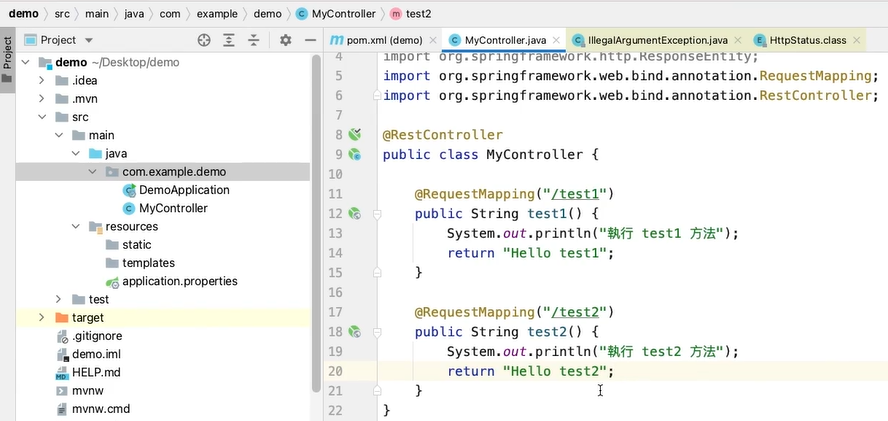 demo src main java com example demo MyController test2
Project
Project
pom.xml (demo) MyController.java IllegalArgumentException.java HttpStatus.class
demo ~/Desktop/demo
.idea
.mvn
src
main
java
com.example.demo
DemoApplication
MyController
resources
static
templates
application.properties
test
target
.gitignore
demo.iml
HELP.md
mvnw
mvnw.cmd
4 import org.springframework.http.ResponseEntity;
5 import org.springframework.web.bind.annotation.RequestMapping;
6 import org.springframework.web.bind.annotation.RestController;
7
8 @RestController
9 public class MyController {
10
11 @RequestMapping("/test1")
12 public String test1() {
13 System.out.println("執行 test1 方法");
14 return "Hello test1";
15 }
16
17 @RequestMapping("/test2")
18 public String test2() {
19 System.out.println("執行 test2 方法");
20 return "Hello test2";
21 }
22 }